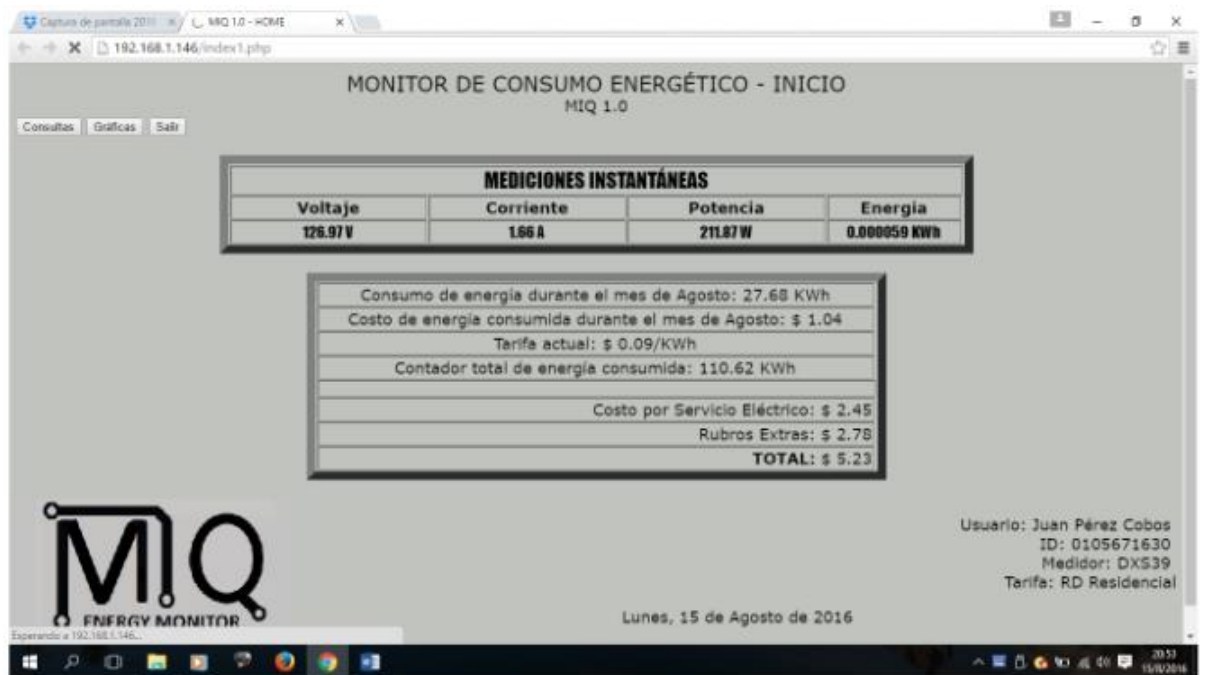 Captura de pantalla 201
MIQ 1.0 - HOME
192.168.1.146/index1.php
MONITOR DE CONSUMO ENERGÉTICO - INICIO
MIQ 1.0
Consultas Gráficas Salir
MEDICIONES INSTANTÁNEAS
Voltaje Corriente Potencia Energía
126.97 V 1.66 A 211.87 W 0.000059 KWh
Consumo de energía durante el mes de Agosto: 27.68 KWh
Costo de energía consumida durante el mes de Agosto: $ 1.04
Tarifa actual: $ 0.09/KWh
Contador total de energía consumida: 110.62 KWh
Costo por Servicio Eléctrico: $ 2.45
Rubros Extras: $ 2.78
TOTAL: $ 5.23
MIQ
ENERGY MONITOR
Usuario: Juan Pérez Cobos
ID: 0105671630
Medidor: DXS39
Tarifa: RD Residencial
Lunes, 15 de Agosto de 2016
Esperando a 192.168.1.146...
20:53
15/8/2016